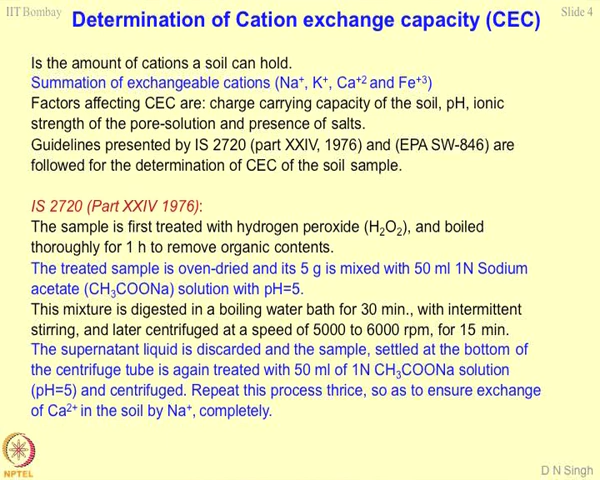 IIT Bombay
Slide 4
Determination of Cation exchange capacity (CEC)
Is the amount of cations a soil can hold.
Summation of exchangeable cations (Na⁺, K⁺, Ca⁺² and Fe⁺³)
Factors affecting CEC are: charge carrying capacity of the soil, pH, ionic
strength of the pore-solution and presence of salts.
Guidelines presented by IS 2720 (part XXIV, 1976) and (EPA SW-846) are
followed for the determination of CEC of the soil sample.
IS 2720 (Part XXIV 1976):
The sample is first treated with hydrogen peroxide (H₂O₂), and boiled
thoroughly for 1 h to remove organic contents.
The treated sample is oven-dried and its 5 g is mixed with 50 ml 1N Sodium
acetate (CH₃COONa) solution with pH=5.
This mixture is digested in a boiling water bath for 30 min., with intermittent
stirring, and later centrifuged at a speed of 5000 to 6000 rpm, for 15 min.
The supernatant liquid is discarded and the sample, settled at the bottom of
the centrifuge tube is again treated with 50 ml of 1N CH₃COONa solution
(pH=5) and centrifuged. Repeat this process thrice, so as to ensure exchange
of Ca²⁺ in the soil by Na⁺, completely.
NPTEL
D N Singh